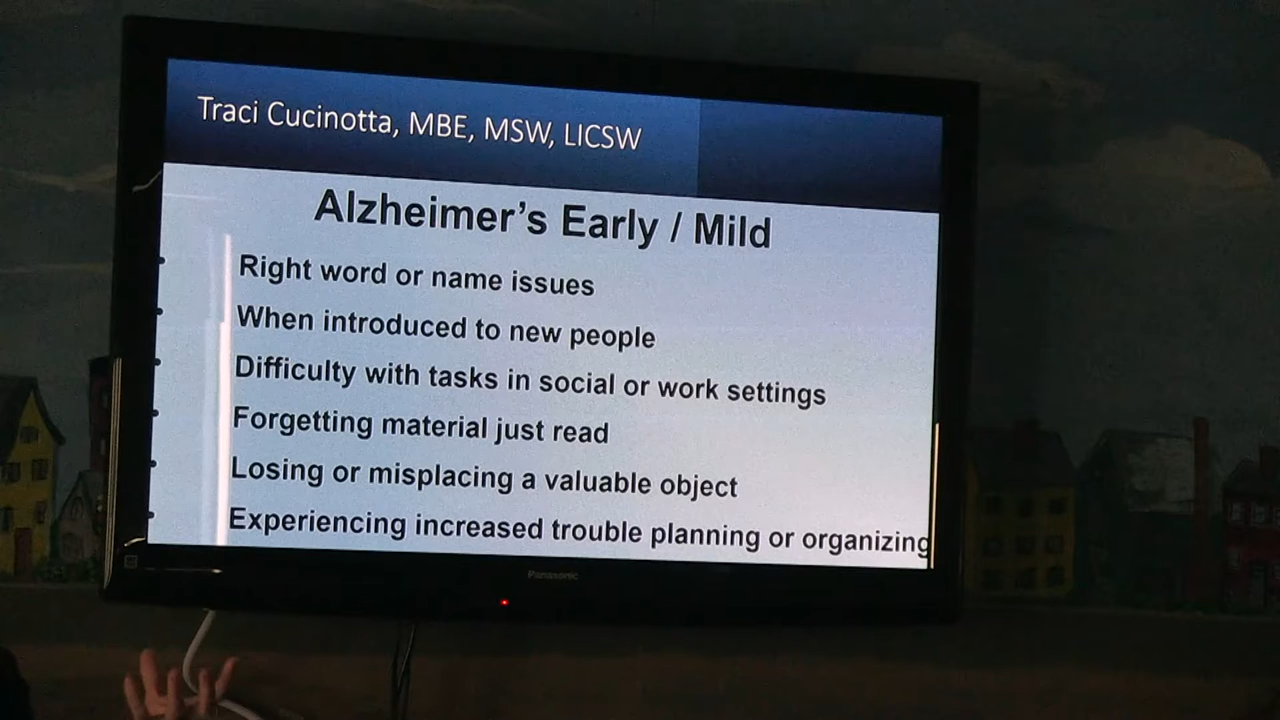 Traci Cucinotta, MBE, MSW, LICSW
Alzheimer's Early / Mild
Right word or name issues
When introduced to new people
Difficulty with tasks in social or work settings
Forgetting material just read
Losing or misplacing a valuable object
Experiencing increased trouble planning or organizing
Panasonic